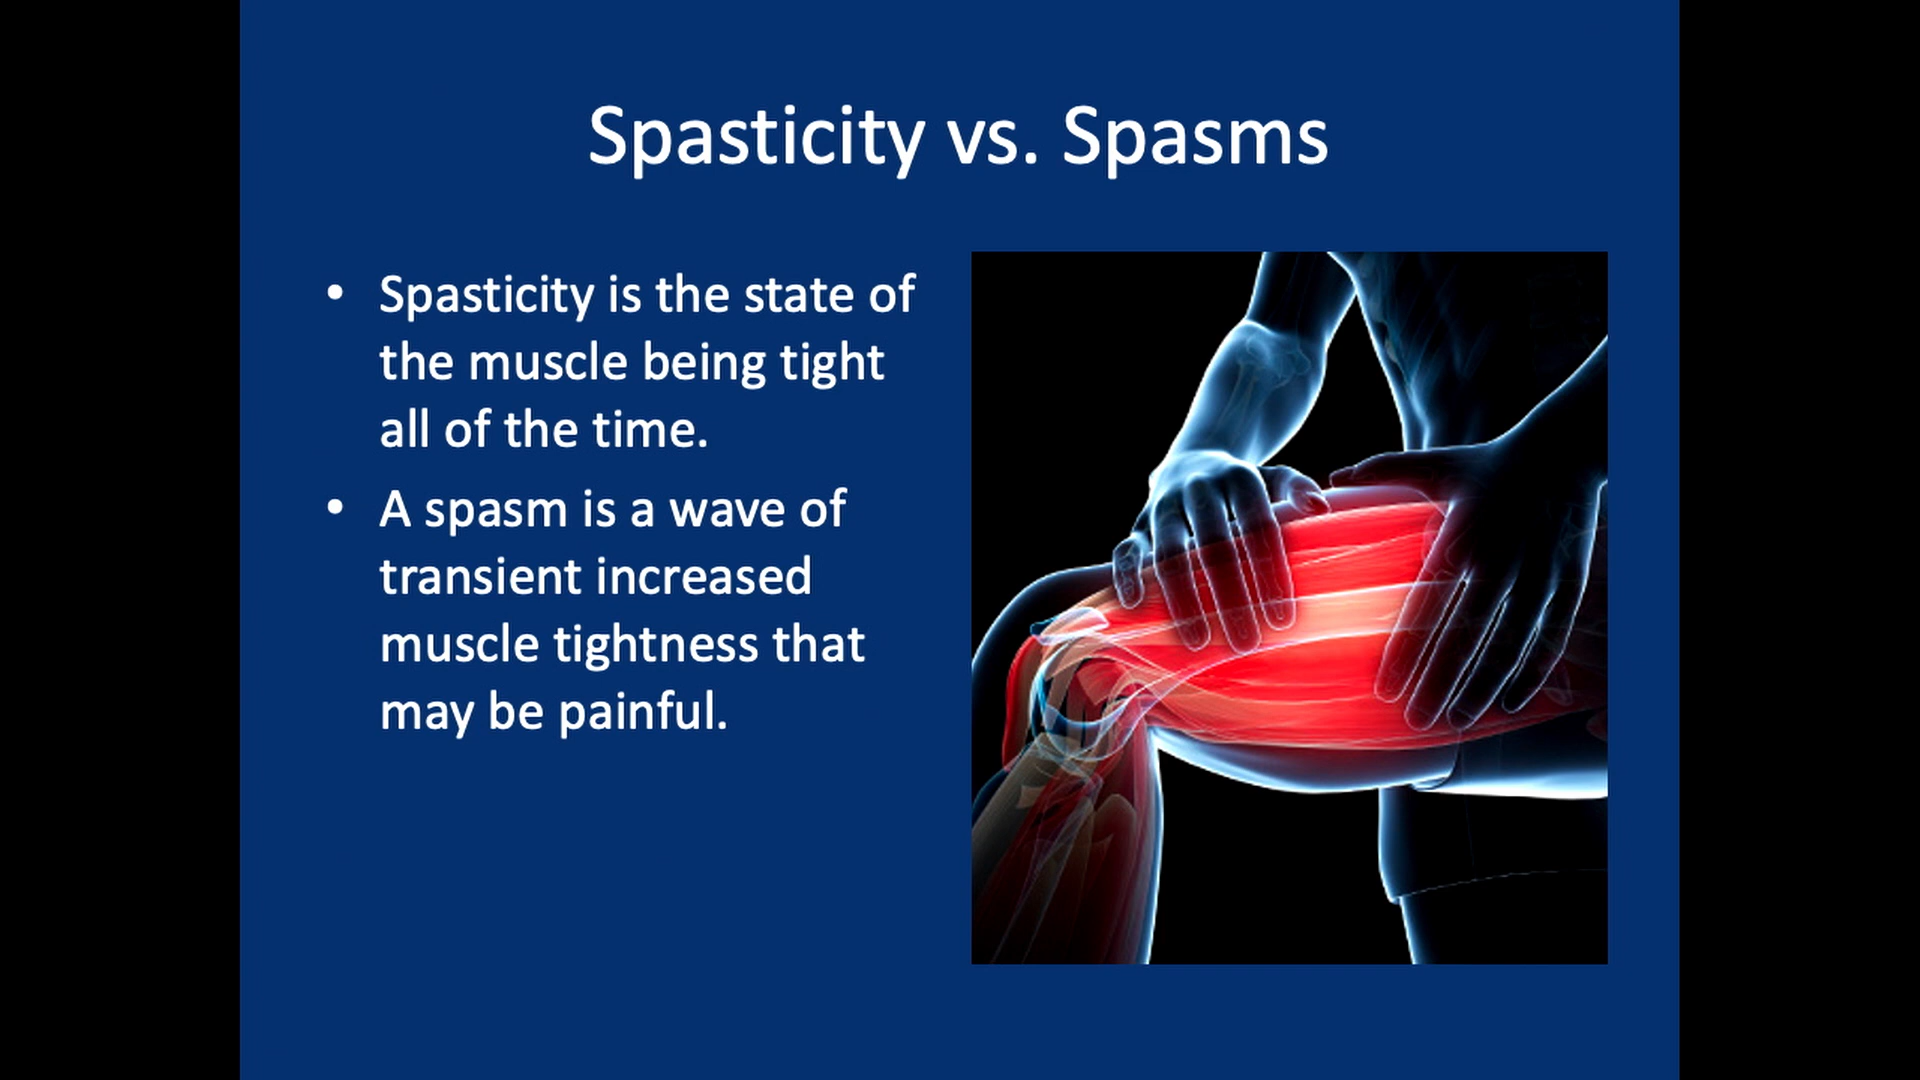 Spasticity vs. Spasms
• Spasticity is the state of
the muscle being tight
all of the time.
• A spasm is a wave of
transient increased
muscle tightness that
may be painful.